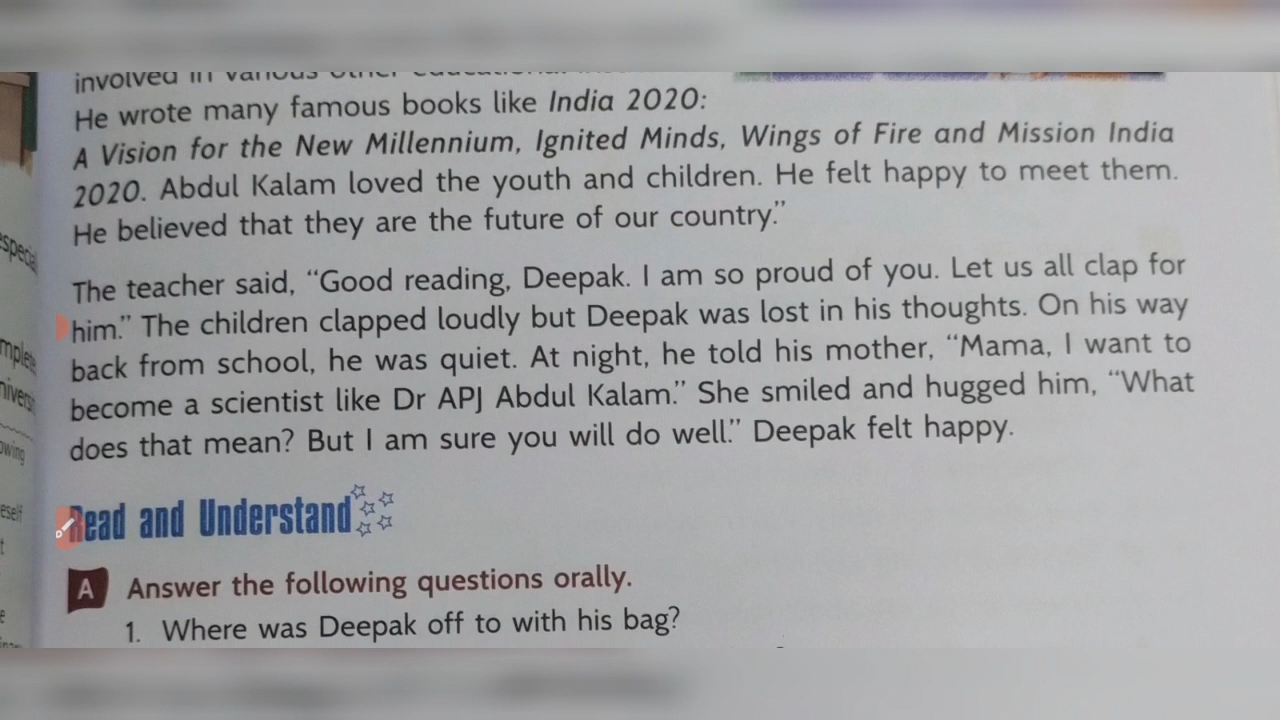 involved in various other educational
He wrote many famous books like India 2020:
A Vision for the New Millennium, Ignited Minds, Wings of Fire and Mission India
2020. Abdul Kalam loved the youth and children. He felt happy to meet them.
He believed that they are the future of our country.”
The teacher said, “Good reading, Deepak. I am so proud of you. Let us all clap for
him.” The children clapped loudly but Deepak was lost in his thoughts. On his way
back from school, he was quiet. At night, he told his mother, “Mama, I want to
become a scientist like Dr APJ Abdul Kalam.” She smiled and hugged him, “What
does that mean? But I am sure you will do well.” Deepak felt happy.
Read and Understand
A Answer the following questions orally.
1. Where was Deepak off to with his bag?